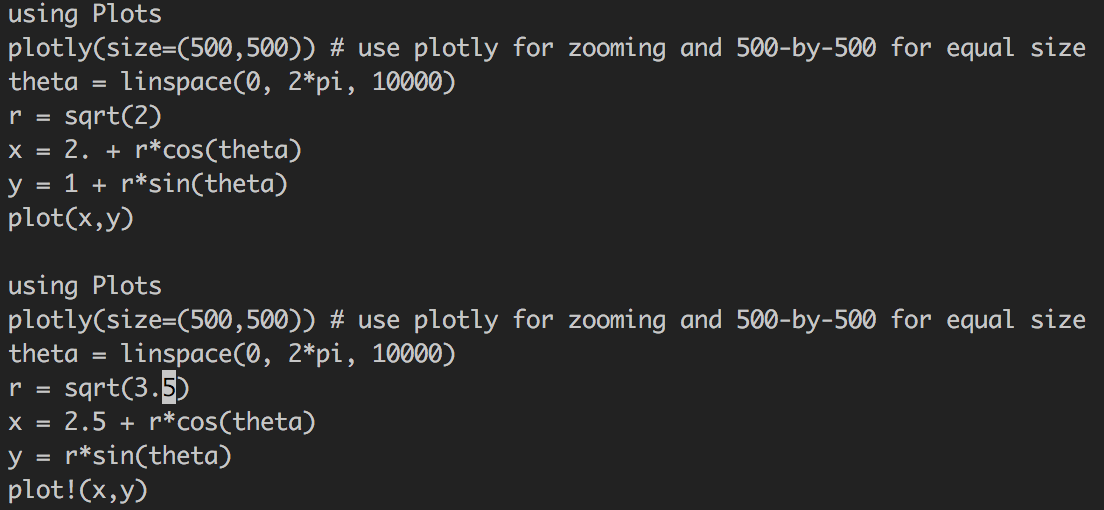 using Plots
plotly(size=(500,500)) # use plotly for zooming and 500-by-500 for equal size
theta = linspace(0, 2*pi, 10000)
r = sqrt(2)
x = 2. + r*cos(theta)
y = 1 + r*sin(theta)
plot(x,y)

using Plots
plotly(size=(500,500)) # use plotly for zooming and 500-by-500 for equal size
theta = linspace(0, 2*pi, 10000)
r = sqrt(3.5)
x = 2.5 + r*cos(theta)
y = r*sin(theta)
plot!(x,y)